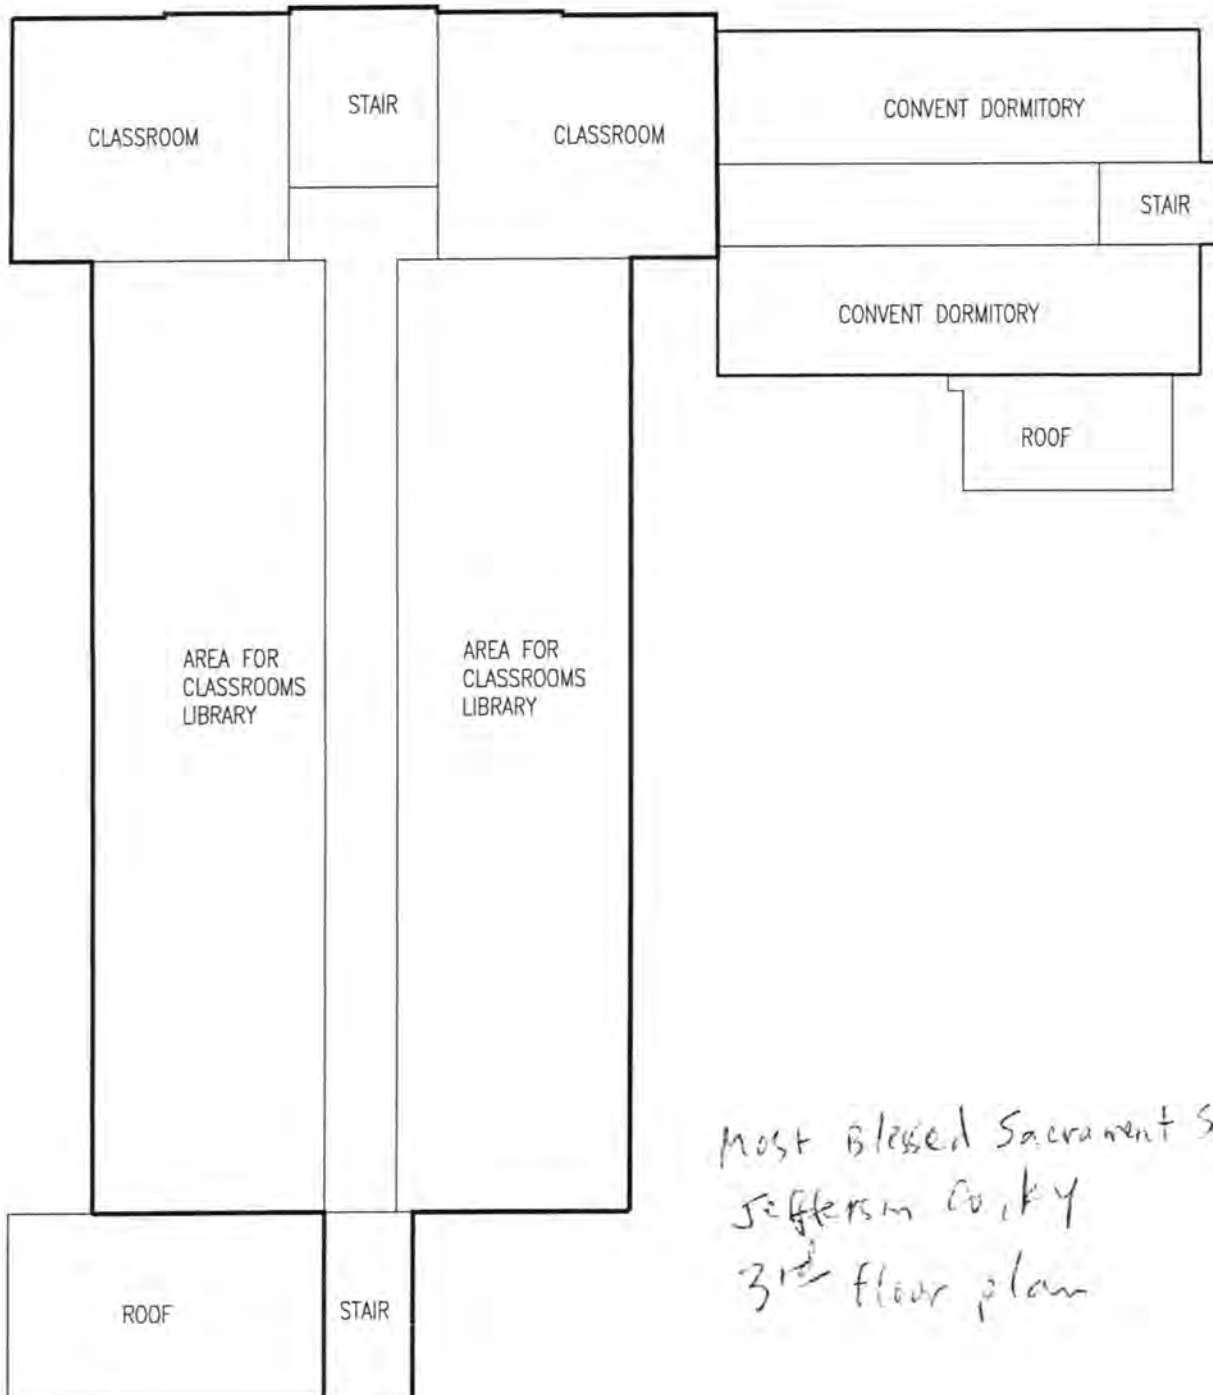 STAIR
CLASSROOM
CLASSROOM
CONVENT DORMITORY
STAIR
CONVENT DORMITORY
ROOF
AREA FOR
CLASSROOMS
LIBRARY
AREA FOR
CLASSROOMS
LIBRARY
Most Blessed Sacrament S
Jefferson Co, KY
3rd floor plan
ROOF
STAIR